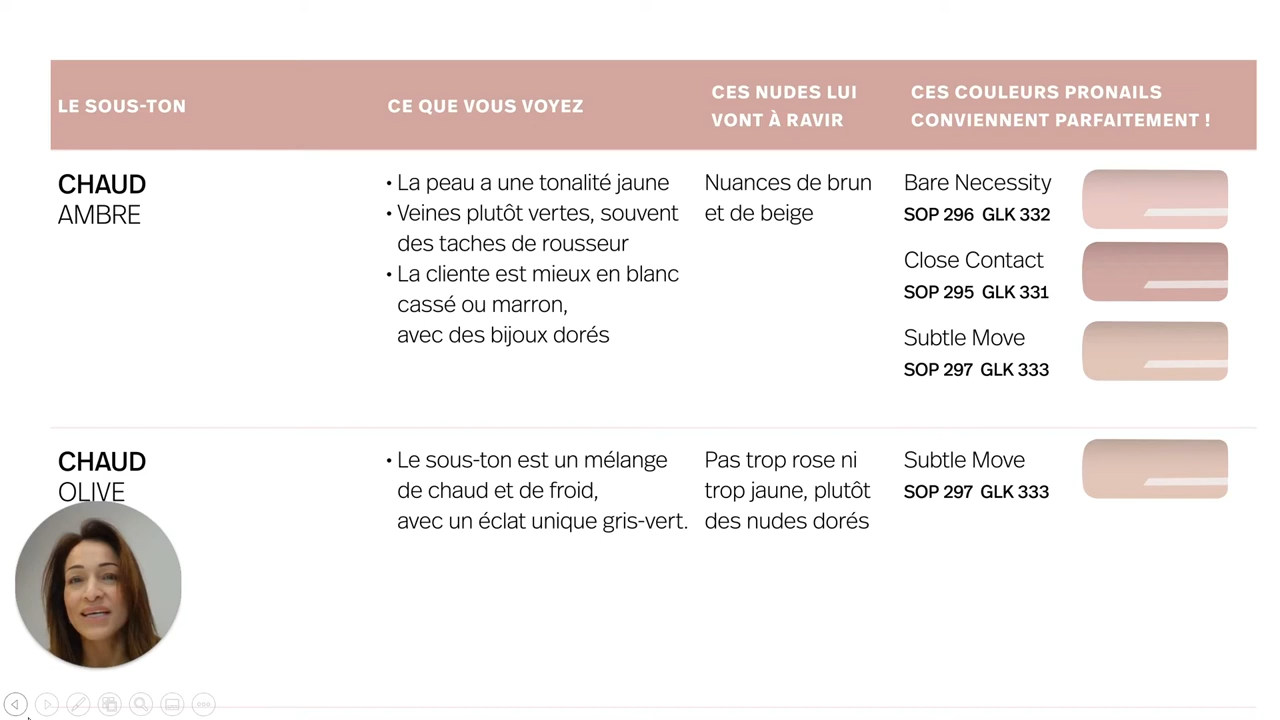 LE SOUS-TON
CE QUE VOUS VOYEZ
CES NUDES LUI
VONT À RAVIR
CES COULEURS PRONAILS
CONVIENNENT PARFAITEMENT !
CHAUD
AMBRE
• La peau a une tonalité jaune
• Veines plutôt vertes, souvent
des taches de rousseur
• La cliente est mieux en blanc
cassé ou marron,
avec des bijoux dorés
Nuances de brun
et de beige
Bare Necessity
SOP 296 GLK 332
Close Contact
SOP 295 GLK 331
Subtle Move
SOP 297 GLK 333
CHAUD
OLIVE
• Le sous-ton est un mélange
de chaud et de froid,
avec un éclat unique gris-vert.
Pas trop rose ni
trop jaune, plutôt
des nudes dorés
Subtle Move
SOP 297 GLK 333